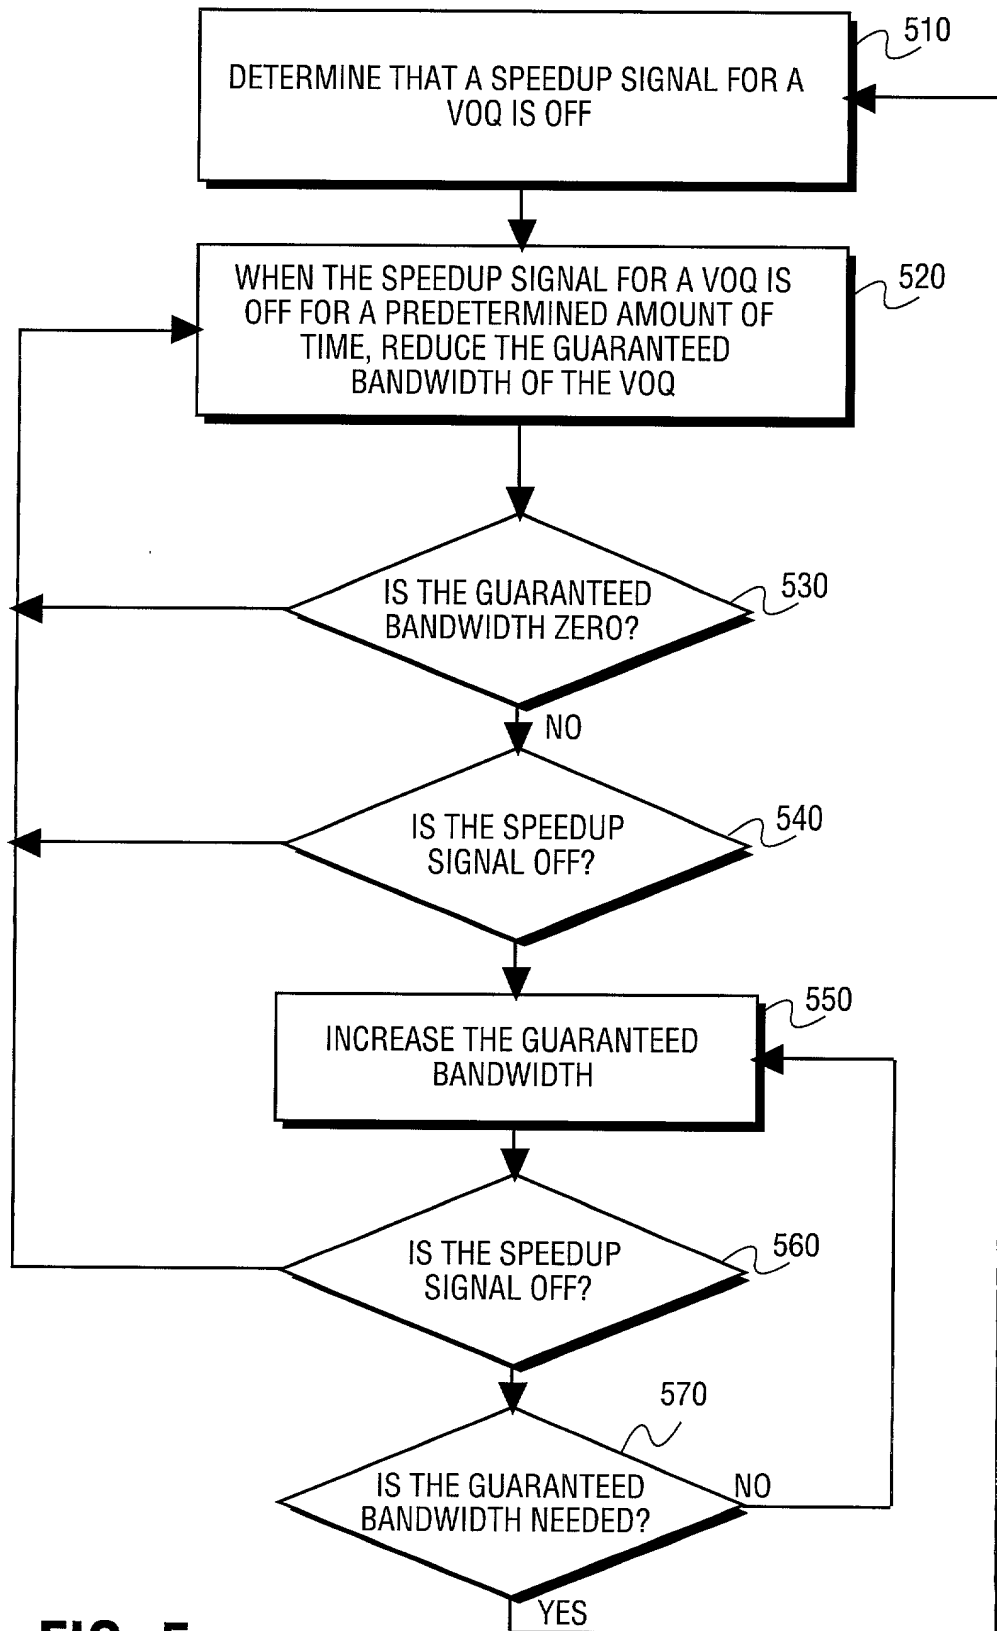 510
DETERMINE THAT A SPEEDUP SIGNAL FOR A
VOQ IS OFF
520
WHEN THE SPEEDUP SIGNAL FOR A VOQ IS
OFF FOR A PREDETERMINED AMOUNT OF
TIME, REDUCE THE GUARANTEED
BANDWIDTH OF THE VOQ
530
IS THE GUARANTEED
BANDWIDTH ZERO?
NO
540
IS THE SPEEDUP
SIGNAL OFF?
550
INCREASE THE GUARANTEED
BANDWIDTH
560
IS THE SPEEDUP
SIGNAL OFF?
570
IS THE GUARANTEED
BANDWIDTH NEEDED?
NO
YES
FIG. 5